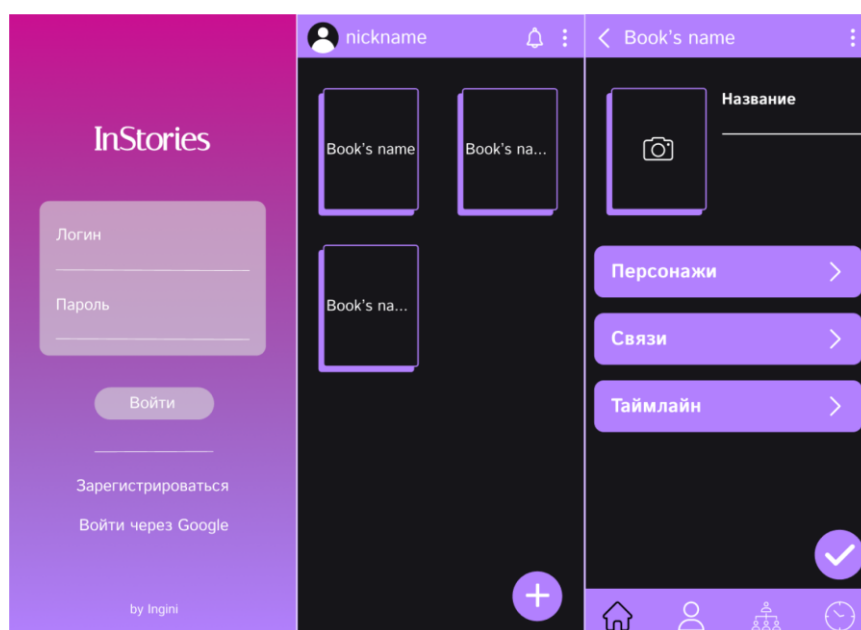 InStories
Логин
Пароль
Войти
Зарегистрироваться
Войти через Google
by Ingini
nickname
Book's name
Book's na...
Book's na...
Book's name
Название
Персонажи
Связи
Таймлайн